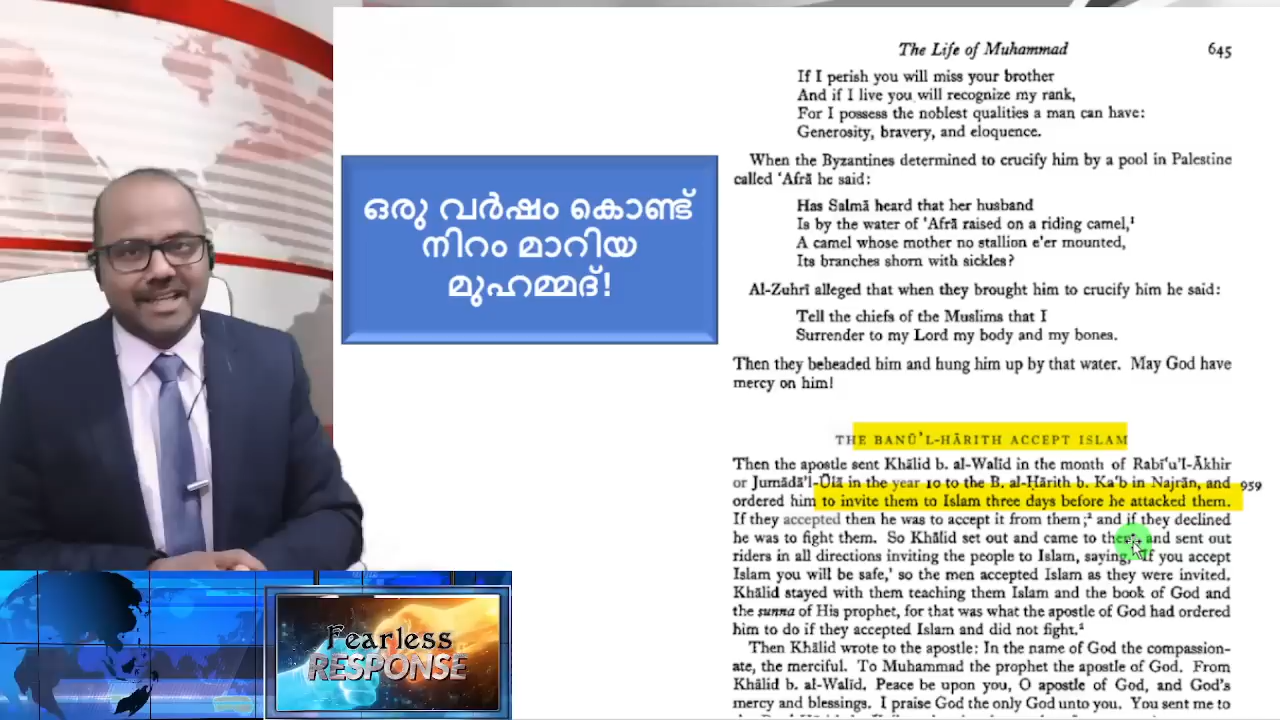 ഒരു വർഷം കൊണ്ട്
നിറം മാറിയ
മുഹമ്മദ്!
Fearless
RESPONSE
The Life of Muhammad 645
If I perish you will miss your brother
And if I live you will recognize my rank,
For I possess the noblest qualities a man can have:
Generosity, bravery, and eloquence.
When the Byzantines determined to crucify him by a pool in Palestine
called 'Afrā he said:
Has Salmā heard that her husband
Is by the water of 'Afrā raised on a riding camel,¹
A camel whose mother no stallion e'er mounted,
Its branches shorn with sickles?
Al-Zuhrī alleged that when they brought him to crucify him he said:
Tell the chiefs of the Muslims that I
Surrender to my Lord my body and my bones.
Then they beheaded him and hung him up by that water. May God have
mercy on him!
THE BANŪ'L-HĀRITH ACCEPT ISLAM
Then the apostle sent Khālid b. al-Walīd in the month of Rabī'u'l-Ākhir
or Jumādā'l-Ūlā in the year 10 to the B. al-Ḥārith b. Ka'b in Najrān, and 959
ordered him to invite them to Islam three days before he attacked them.
If they accepted then he was to accept it from them;² and if they declined
he was to fight them. So Khālid set out and came to and sent out
riders in all directions inviting the people to Islam, saying, 'If you accept
Islam you will be safe,' so the men accepted Islam as they were invited.
Khālid stayed with them teaching them Islam and the book of God and
the sunna of His prophet, for that was what the apostle of God had ordered
him to do if they accepted Islam and did not fight.²
Then Khālid wrote to the apostle: In the name of God the compassion-
ate, the merciful. To Muhammad the prophet the apostle of God. From
Khālid b. al-Walīd. Peace be upon you, O apostle of God, and God's
mercy and blessings. I praise God the only God unto you. You sent me to